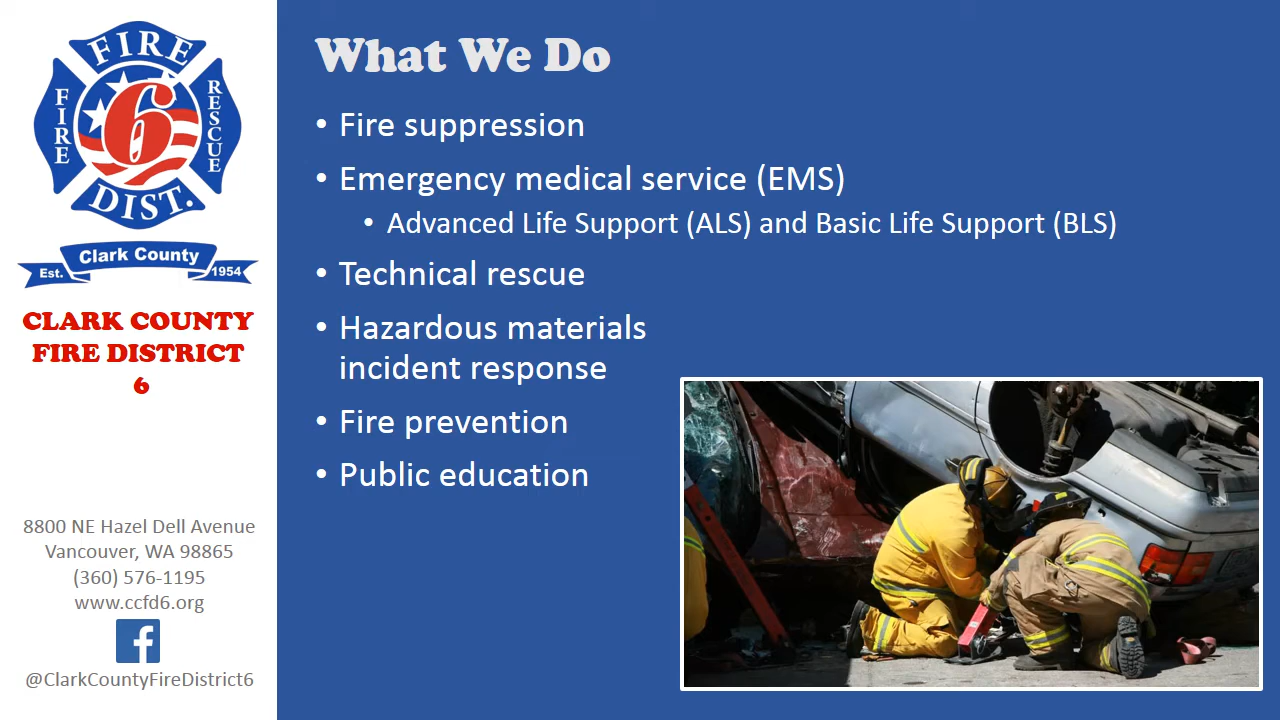 FIRE
FIRE
6
RESCUE
DIST.
Est.
Clark County
1954
CLARK COUNTY
FIRE DISTRICT
6
8800 NE Hazel Dell Avenue
Vancouver, WA 98865
(360) 576-1195
www.ccfd6.org
f
@ClarkCountyFireDistrict6
What We Do
• Fire suppression
• Emergency medical service (EMS)
• Advanced Life Support (ALS) and Basic Life Support (BLS)
• Technical rescue
• Hazardous materials
incident response
• Fire prevention
• Public education